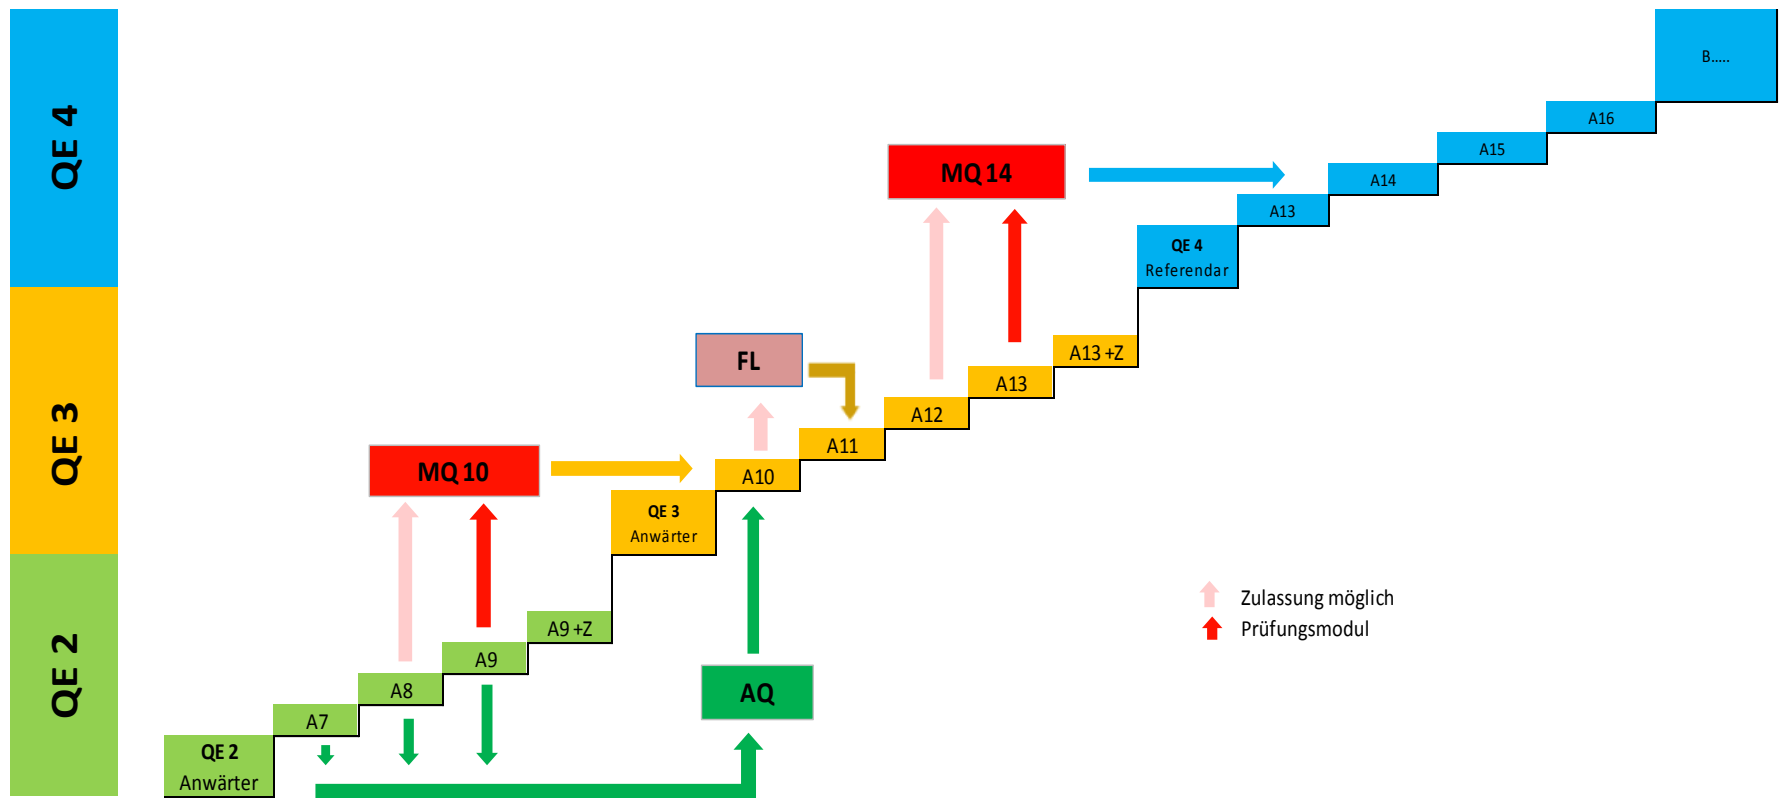 QE 4
QE 3
QE 2
B.....
A16
A15
A14
A13
QE 4
Referendar
MQ 14
A13 +Z
A13
A12
A11
A10
FL
QE 3
Anwärter
MQ 10
A9 +Z
A9
A8
A7
QE 2
Anwärter
AQ
Zulassung möglich
Prüfungsmodul